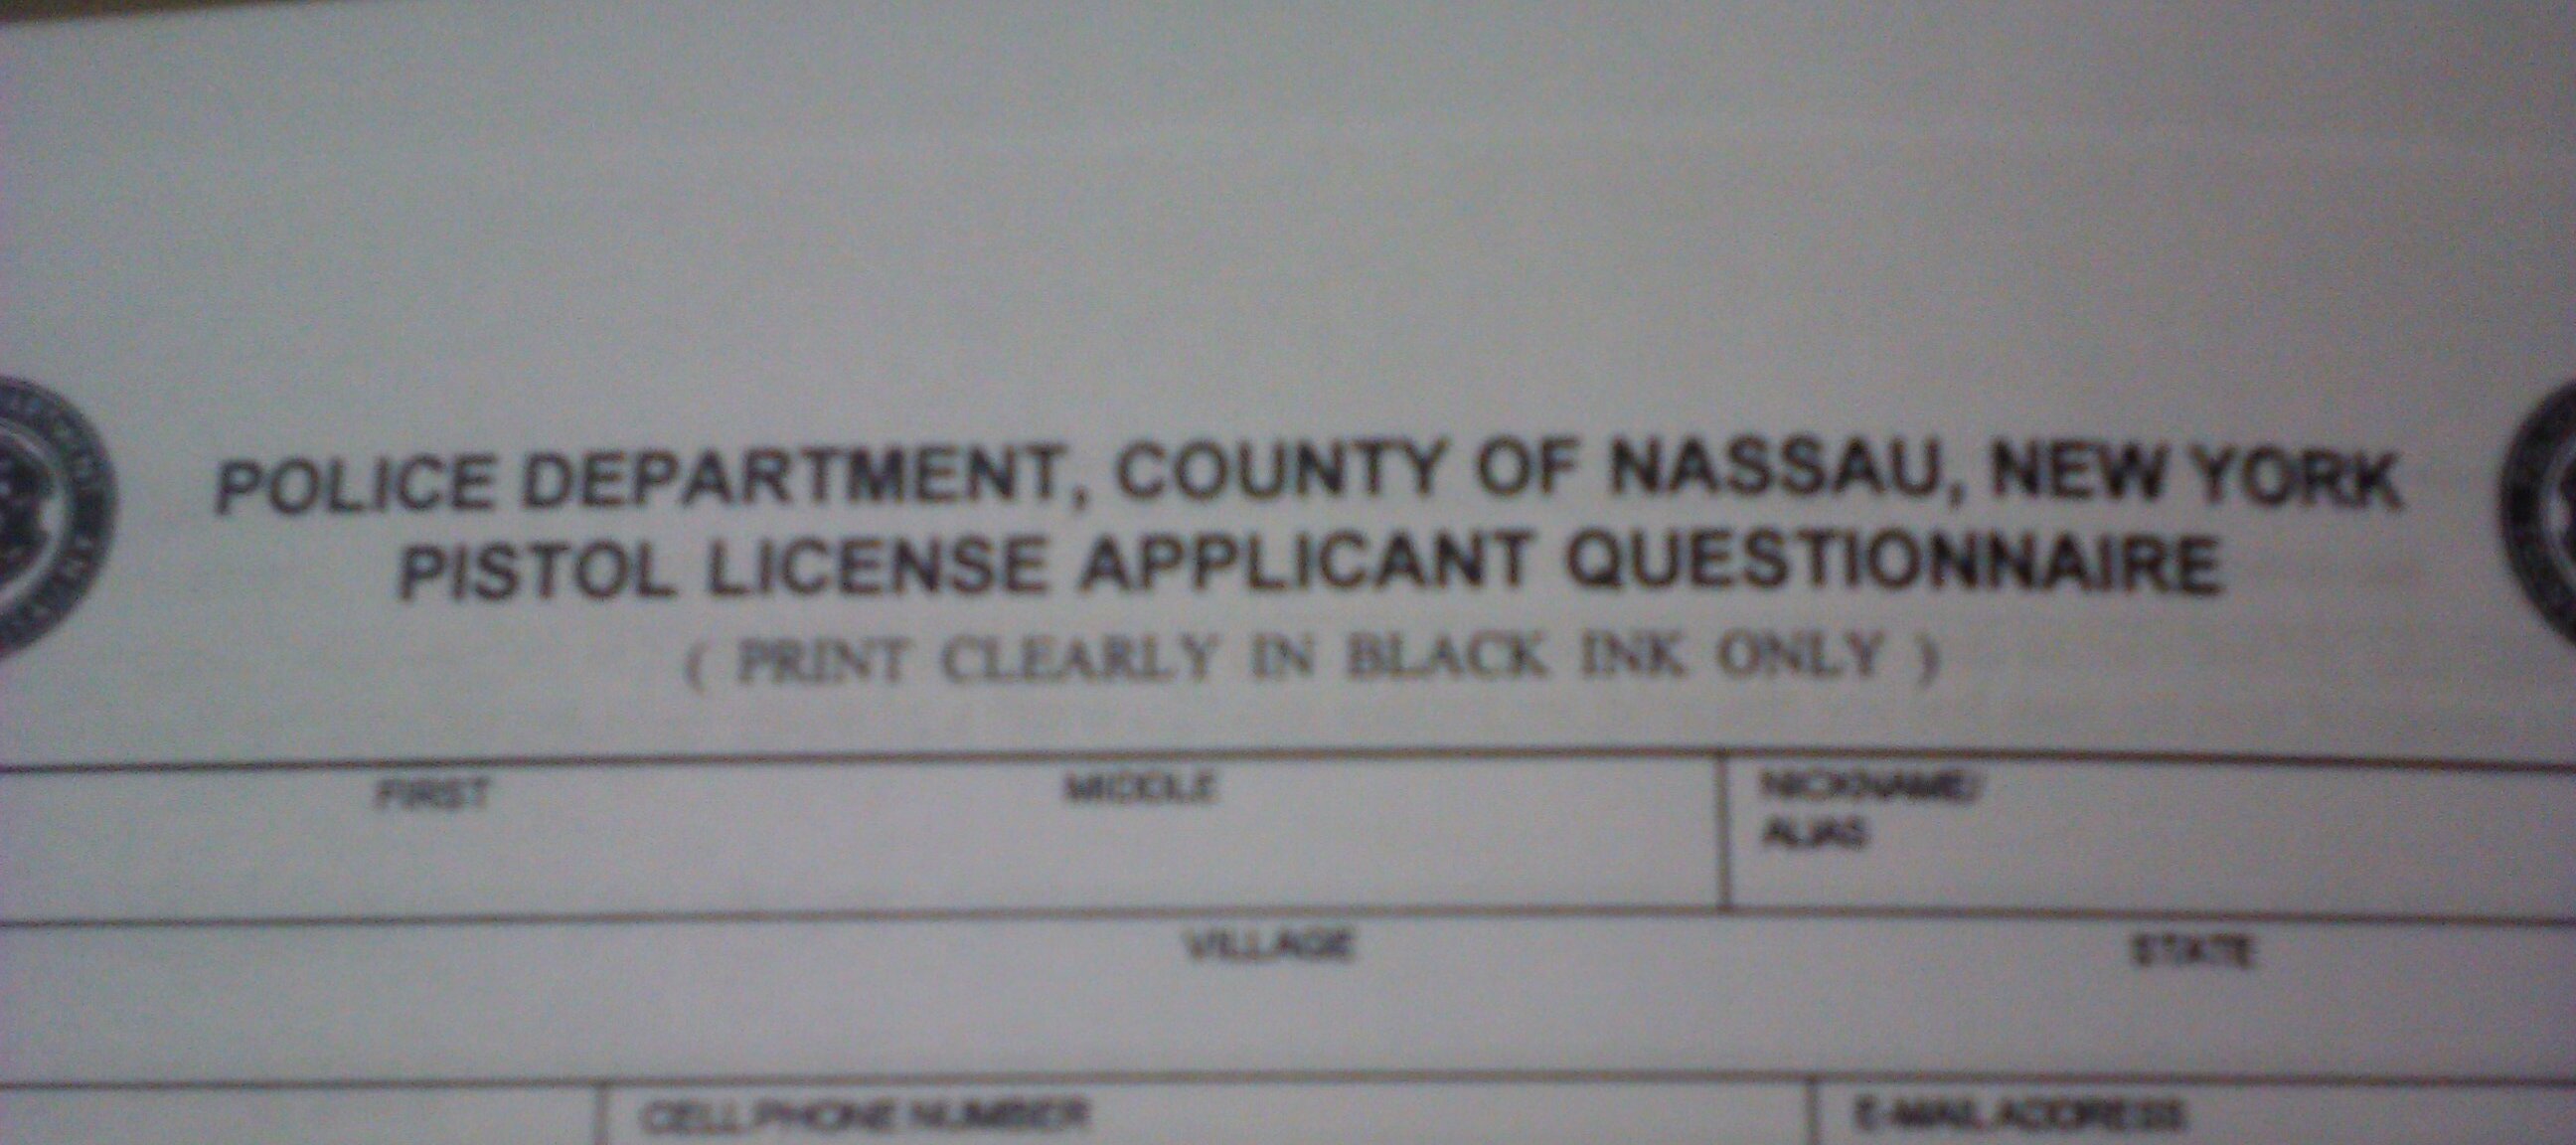 POLICE DEPARTMENT, COUNTY OF NASSAU, NEW YORK
PISTOL LICENSE APPLICANT QUESTIONNAIRE
( PRINT CLEARLY IN BLACK INK ONLY )
FIRST MIDDLE NICKNAME/
ALIAS
VILLAGE STATE
CELL PHONE NUMBER E-MAIL ADDRESS